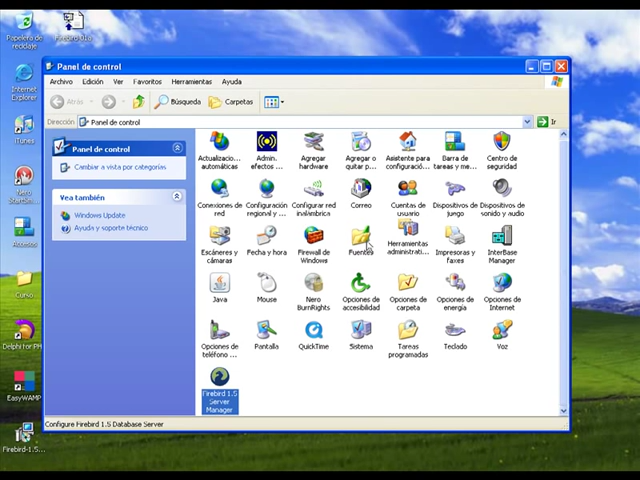 Papelera de
reciclaje
Internet
Explorer
iTunes
Nero
Accesos
Curso
EasyWAMP
Firebird-1.5...
Panel de control
Archivo Edición Ver Favoritos Herramientas Ayuda
Atrás Búsqueda Carpetas
Dirección Panel de control Ir
Panel de control
Cambiar a vista por categorías
Vea también
Windows Update
Ayuda y soporte técnico
Actualizacio...
automáticas
Admin.
efectos ...
Agregar
hardware
Agregar o
quitar p...
Asistente para
configuració...
Barra de
tareas y me...
Centro de
seguridad
Conexiones de
red
Configuración
regional y ...
Configurar red
inalámbrica
Correo
Cuentas de
usuario
Dispositivos de
juego
Dispositivos de
sonido y audio
Escáneres y
cámaras
Fecha y hora
Firewall de
Windows
Fuentes
Herramientas
administrati...
Impresoras y
faxes
InterBase
Manager
Java
Mouse
Nero
BurnRights
Opciones de
accesibilidad
Opciones de
carpeta
Opciones de
energía
Opciones de
Internet
Opciones de
teléfono ...
Pantalla
QuickTime
Sistema
Tareas
programadas
Teclado
Voz
Firebird 1.5
Server
Manager
Configure Firebird 1.5 Database Server